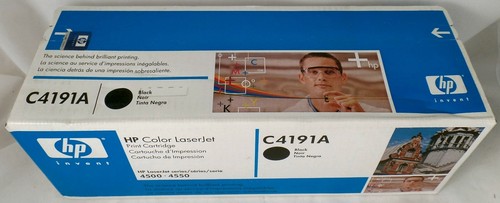 The science behind brilliant printing.
La science au service d'impressions inégalables.
La ciencia detrás de una impresión sobresaliente.
C4191A
Black
Noir
Tinta Negra
+hp
hp
invent
hp
invent
HP Color LaserJet
Print Cartridge
Cartouche d'Impression
Cartucho de Impresión
HP LaserJet series/séries/serie
4500 · 4550
C4191A
Black
Noir
Tinta Negra